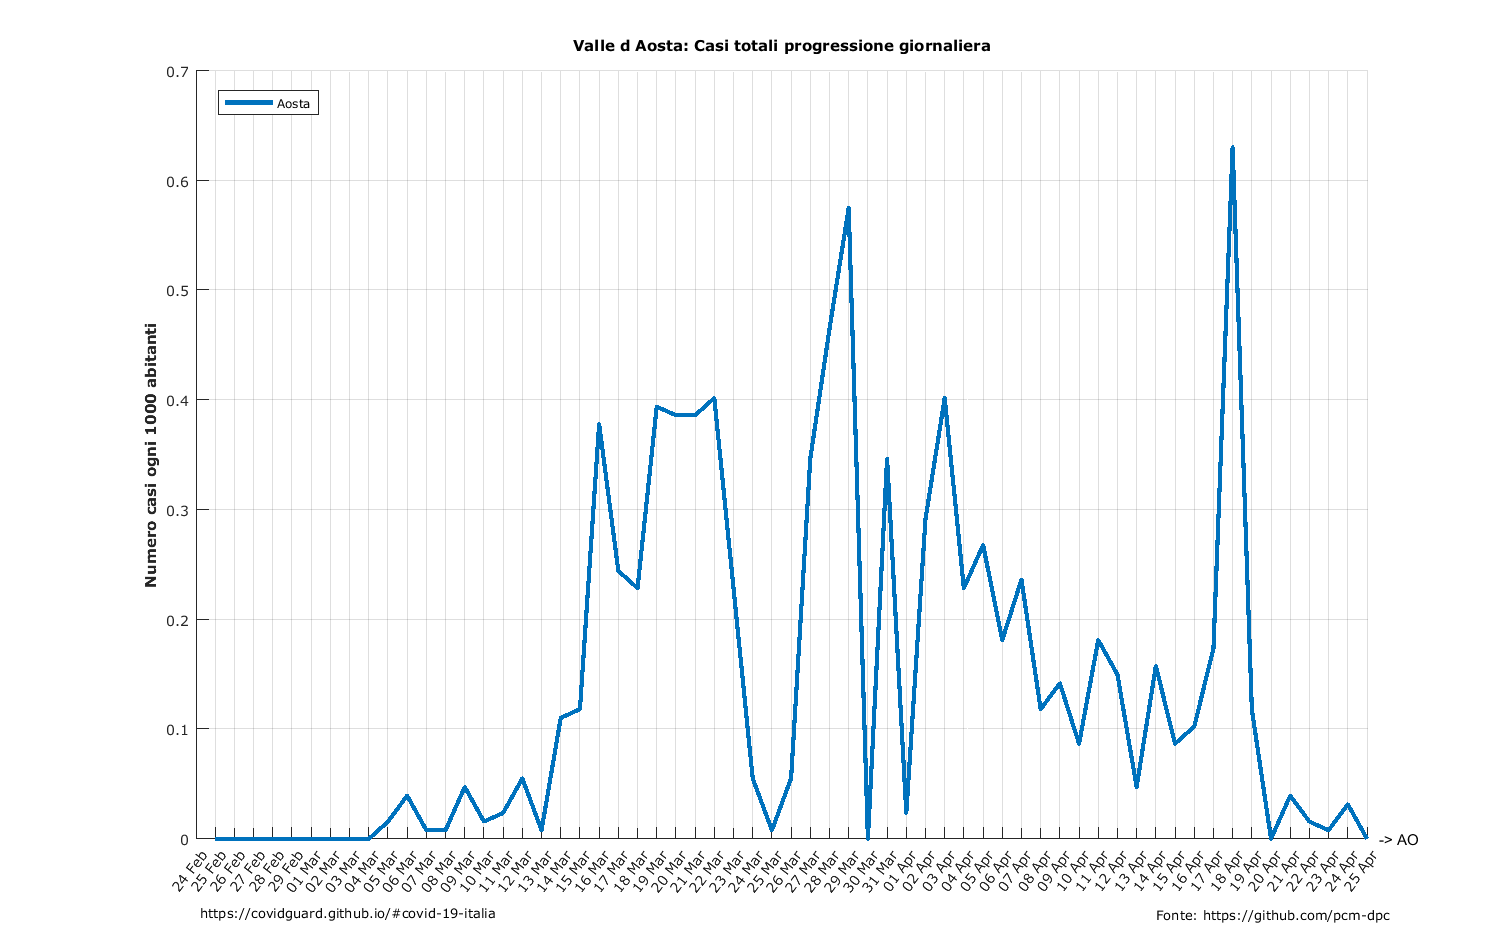 Valle d Aosta: Casi totali progressione giornaliera
Aosta
Numero casi ogni 1000 abitanti
0.7
0.6
0.5
0.4
0.3
0.2
0.1
0
-> AO
24 Feb
25 Feb
26 Feb
27 Feb
28 Feb
29 Feb
01 Mar
02 Mar
03 Mar
04 Mar
05 Mar
06 Mar
07 Mar
08 Mar
09 Mar
10 Mar
11 Mar
12 Mar
13 Mar
14 Mar
15 Mar
16 Mar
17 Mar
18 Mar
19 Mar
20 Mar
21 Mar
22 Mar
23 Mar
24 Mar
25 Mar
26 Mar
27 Mar
28 Mar
29 Mar
30 Mar
31 Mar
01 Apr
02 Apr
03 Apr
04 Apr
05 Apr
06 Apr
07 Apr
08 Apr
09 Apr
10 Apr
11 Apr
12 Apr
13 Apr
14 Apr
15 Apr
16 Apr
17 Apr
18 Apr
19 Apr
20 Apr
21 Apr
22 Apr
23 Apr
24 Apr
25 Apr
https://covidguard.github.io/#covid-19-italia
Fonte: https://github.com/pcm-dpc